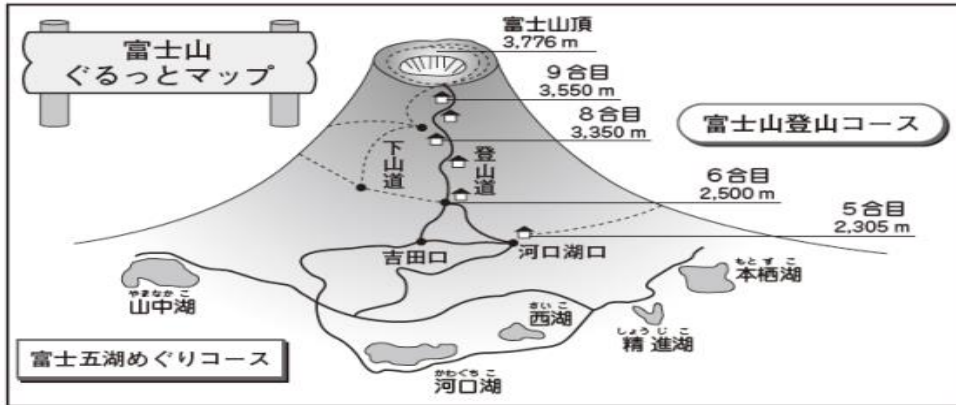 富士山
ぐるっとマップ
富士山頂
3,776 m
9合目
3,550 m
8合目
3,350 m
富士山登山コース
下山道
登山道
6合目
2,500 m
5合目
2,305 m
吉田口
河口湖口
もとすこ
本栖湖
やまなかこ
山中湖
さいこ
西湖
しょうじこ
精進湖
富士五湖めぐりコース
かわぐちこ
河口湖